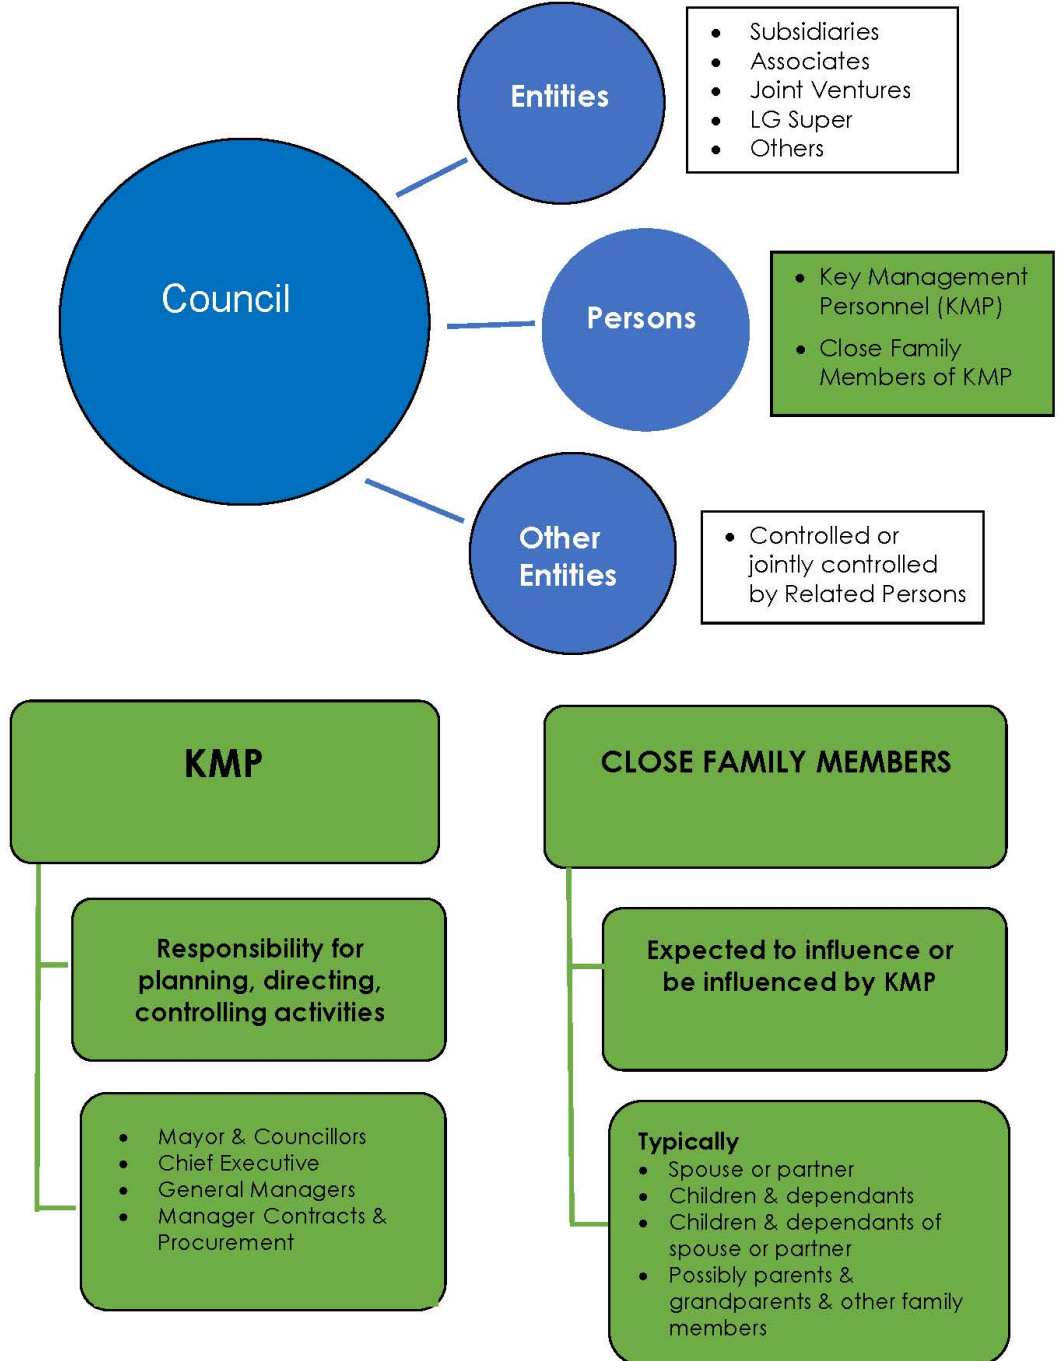 Entities
• Subsidiaries
• Associates
• Joint Ventures
• LG Super
• Others
Council
Persons
• Key Management
Personnel (KMP)
• Close Family
Members of KMP
Other
Entities
• Controlled or
jointly controlled
by Related Persons
KMP
Responsibility for
planning, directing,
controlling activities
• Mayor & Councillors
• Chief Executive
• General Managers
• Manager Contracts &
Procurement
CLOSE FAMILY MEMBERS
Expected to influence or
be influenced by KMP
Typically
• Spouse or partner
• Children & dependants
• Children & dependants of
spouse or partner
• Possibly parents &
grandparents & other family
members